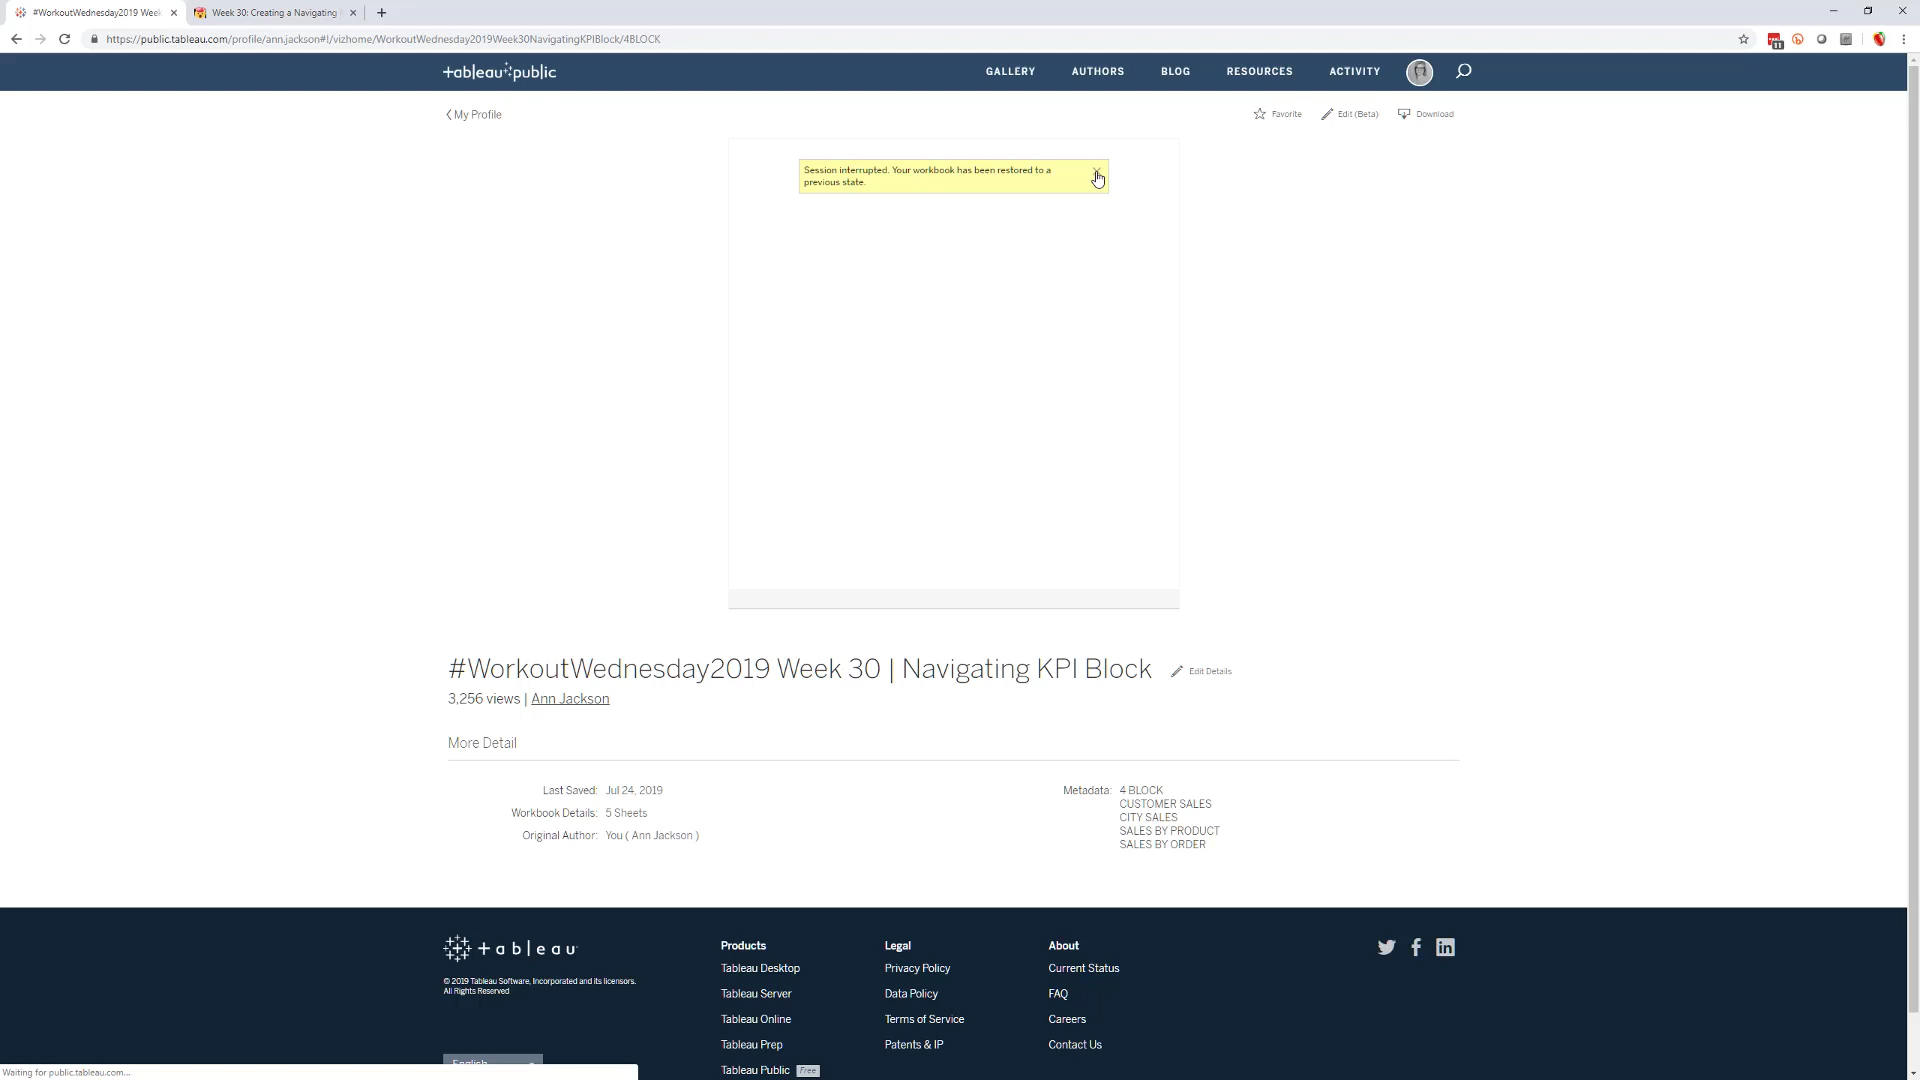 #WorkoutWednesday2019 Week
Week 30: Creating a Navigating
https://public.tableau.com/profile/ann.jackson#!/vizhome/WorkoutWednesday2019Week30NavigatingKPIBlock/4BLOCK
11
+ableau public
GALLERY AUTHORS BLOG RESOURCES ACTIVITY
My Profile
Favorite Edit (Beta) Download
Session interrupted. Your workbook has been restored to a
previous state.
#WorkoutWednesday2019 Week 30 | Navigating KPI Block Edit Details
3,256 views | Ann Jackson
More Detail
Last Saved: Jul 24, 2019
Workbook Details: 5 Sheets
Original Author: You ( Ann Jackson )
Metadata: 4 BLOCK
CUSTOMER SALES
CITY SALES
SALES BY PRODUCT
SALES BY ORDER
+ a b | e a u
© 2019 Tableau Software, Incorporated and its licensors.
All Rights Reserved
English
Products
Tableau Desktop
Tableau Server
Tableau Online
Tableau Prep
Tableau Public Free
Legal
Privacy Policy
Data Policy
Terms of Service
Patents & IP
About
Current Status
FAQ
Careers
Contact Us
Waiting for public.tableau.com...